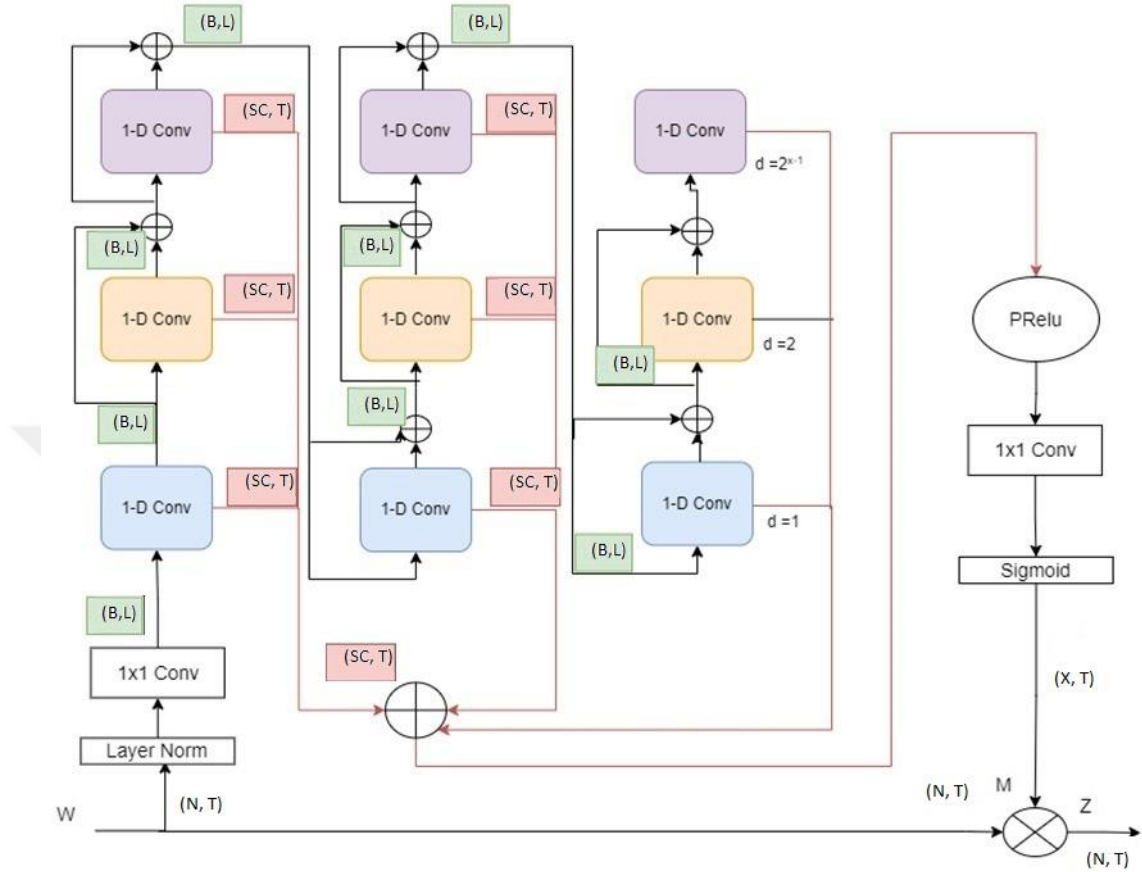 (B,L)
(B,L)
1-D Conv
(SC, T)
1-D Conv
(SC, T)
1-D Conv
d =2^{x-1}
(B,L)
(B,L)
1-D Conv
(SC, T)
1-D Conv
(SC, T)
1-D Conv
d =2
PRelu
(B,L)
(B,L)
(B,L)
1x1 Conv
1-D Conv
(SC, T)
1-D Conv
(SC, T)
1-D Conv
d =1
(B,L)
Sigmoid
(B,L)
1x1 Conv
(SC, T)
(X, T)
Layer Norm
W
(N, T)
(N, T)
M
Z
(N, T)